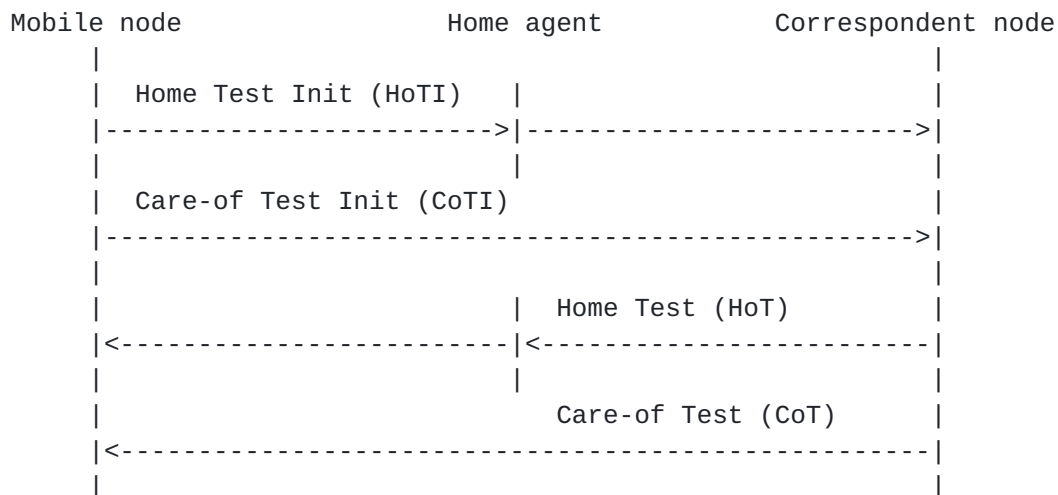 Mobile node                 Home agent           Correspondent node
     |                                                     |
     |  Home Test Init (HoTI)   |                          |
     |------------------------->|------------------------->|
     |                          |                          |
     |  Care-of Test Init (CoTI)                           |
     |---------------------------------------------------->|
     |                                                     |
     |                          |  Home Test (HoT)         |
     |<-------------------------|<-------------------------|
     |                          |                          |
     |                             Care-of Test (CoT)      |
     |<----------------------------------------------------|
     |                                                     |